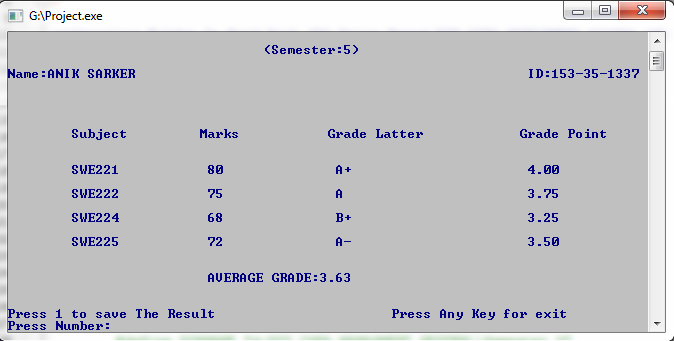 G:\Project.exe
(Semester:5)
Name:ANIK SARKER ID:153-35-1337
Subject Marks Grade Latter Grade Point
SWE221 80 A+ 4.00
SWE222 75 A 3.75
SWE224 68 B+ 3.25
SWE225 72 A- 3.50
AVERAGE GRADE:3.63
Press 1 to save The Result Press Any Key for exit
Press Number: